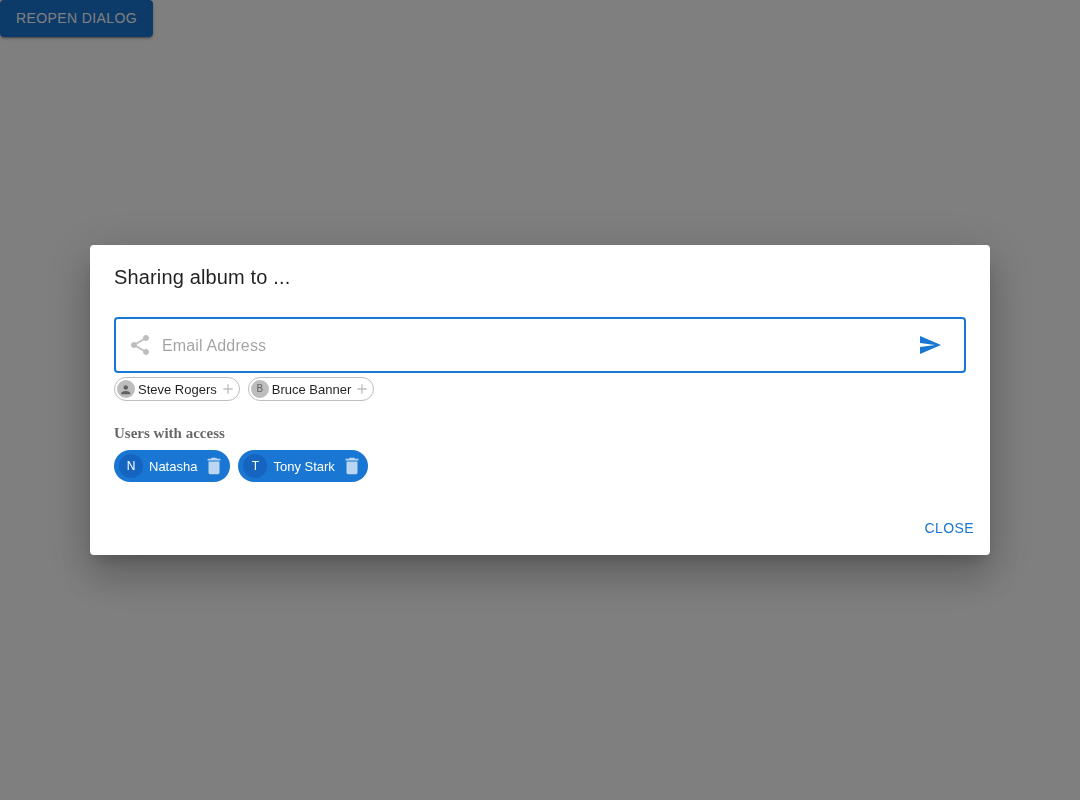 REOPEN DIALOG
Sharing album to ...
Email Address
Steve Rogers B Bruce Banner
Users with access
N Natasha T Tony Stark
CLOSE